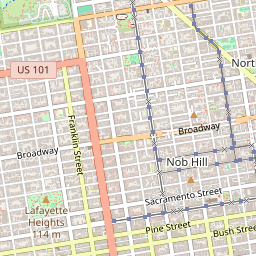 US 101
North
Franklin Street
Broadway
Broadway
Nob Hill
Sacramento Street
Lafayette
Heights
114 m
Pine Street
Bush Street